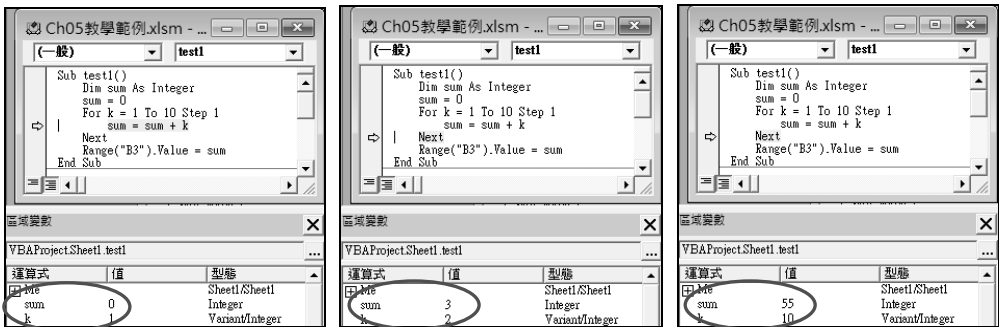 Ch05教學範例.xlsm - ...
(一般) test1
Sub test1()
Dim sum As Integer
sum = 0
For k = 1 To 10 Step 1
sum = sum + k
Next
Range("B3").Value = sum
End Sub
區域變數
VBAProject.Sheet1.test1 ...
運算式 值 型態
Me Sheet1/Sheet1
sum 0 Integer
k 1 Variant/Integer
Ch05教學範例.xlsm - ...
(一般) test1
Sub test1()
Dim sum As Integer
sum = 0
For k = 1 To 10 Step 1
sum = sum + k
Next
Range("B3").Value = sum
End Sub
區域變數
VBAProject.Sheet1.test1 ...
運算式 值 型態
Me Sheet1/Sheet1
sum 3 Integer
k 2 Variant/Integer
Ch05教學範例.xlsm - ...
(一般) test1
Sub test1()
Dim sum As Integer
sum = 0
For k = 1 To 10 Step 1
sum = sum + k
Next
Range("B3").Value = sum
End Sub
區域變數
VBAProject.Sheet1.test1 ...
運算式 值 型態
Me Sheet1/Sheet1
sum 55 Integer
k 10 Variant/Integer